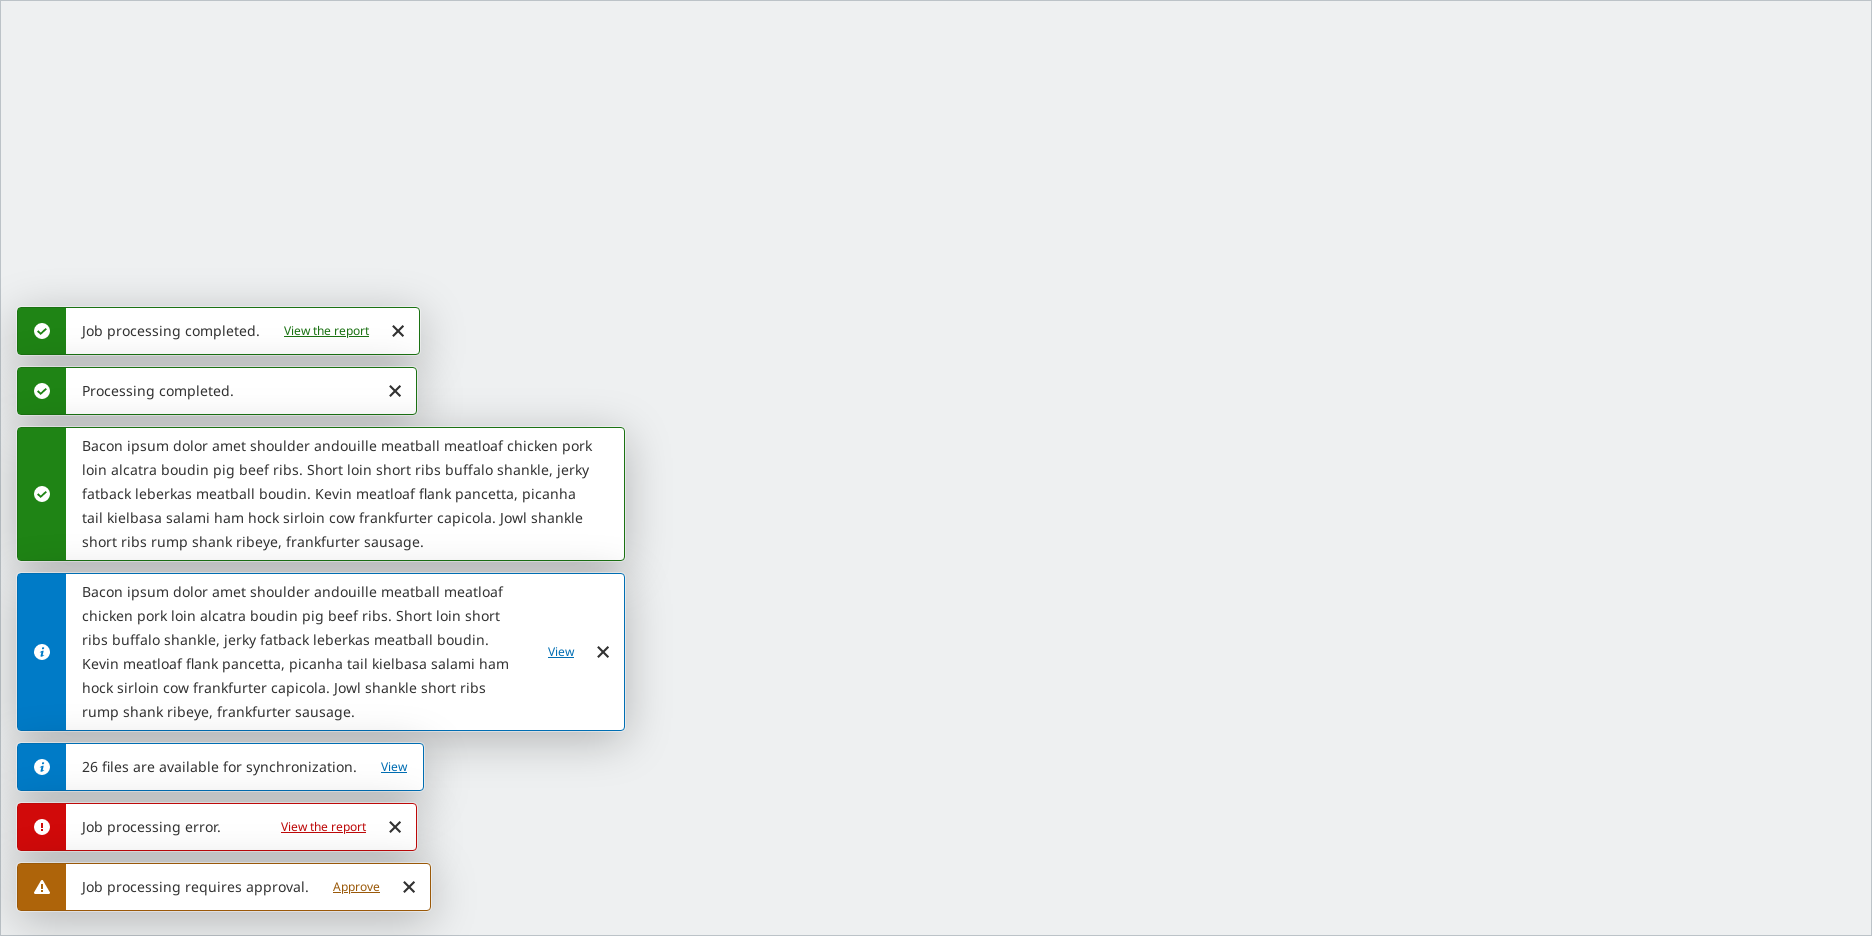 Job processing completed. View the report
Processing completed.
Bacon ipsum dolor amet shoulder andouille meatball meatloaf chicken pork
loin alcatra boudin pig beef ribs. Short loin short ribs buffalo shankle, jerky
fatback leberkas meatball boudin. Kevin meatloaf flank pancetta, picanha
tail kielbasa salami ham hock sirloin cow frankfurter capicola. Jowl shankle
short ribs rump shank ribeye, frankfurter sausage.
Bacon ipsum dolor amet shoulder andouille meatball meatloaf
chicken pork loin alcatra boudin pig beef ribs. Short loin short
ribs buffalo shankle, jerky fatback leberkas meatball boudin.
Kevin meatloaf flank pancetta, picanha tail kielbasa salami ham
hock sirloin cow frankfurter capicola. Jowl shankle short ribs
rump shank ribeye, frankfurter sausage.
View
26 files are available for synchronization. View
Job processing error. View the report
Job processing requires approval. Approve